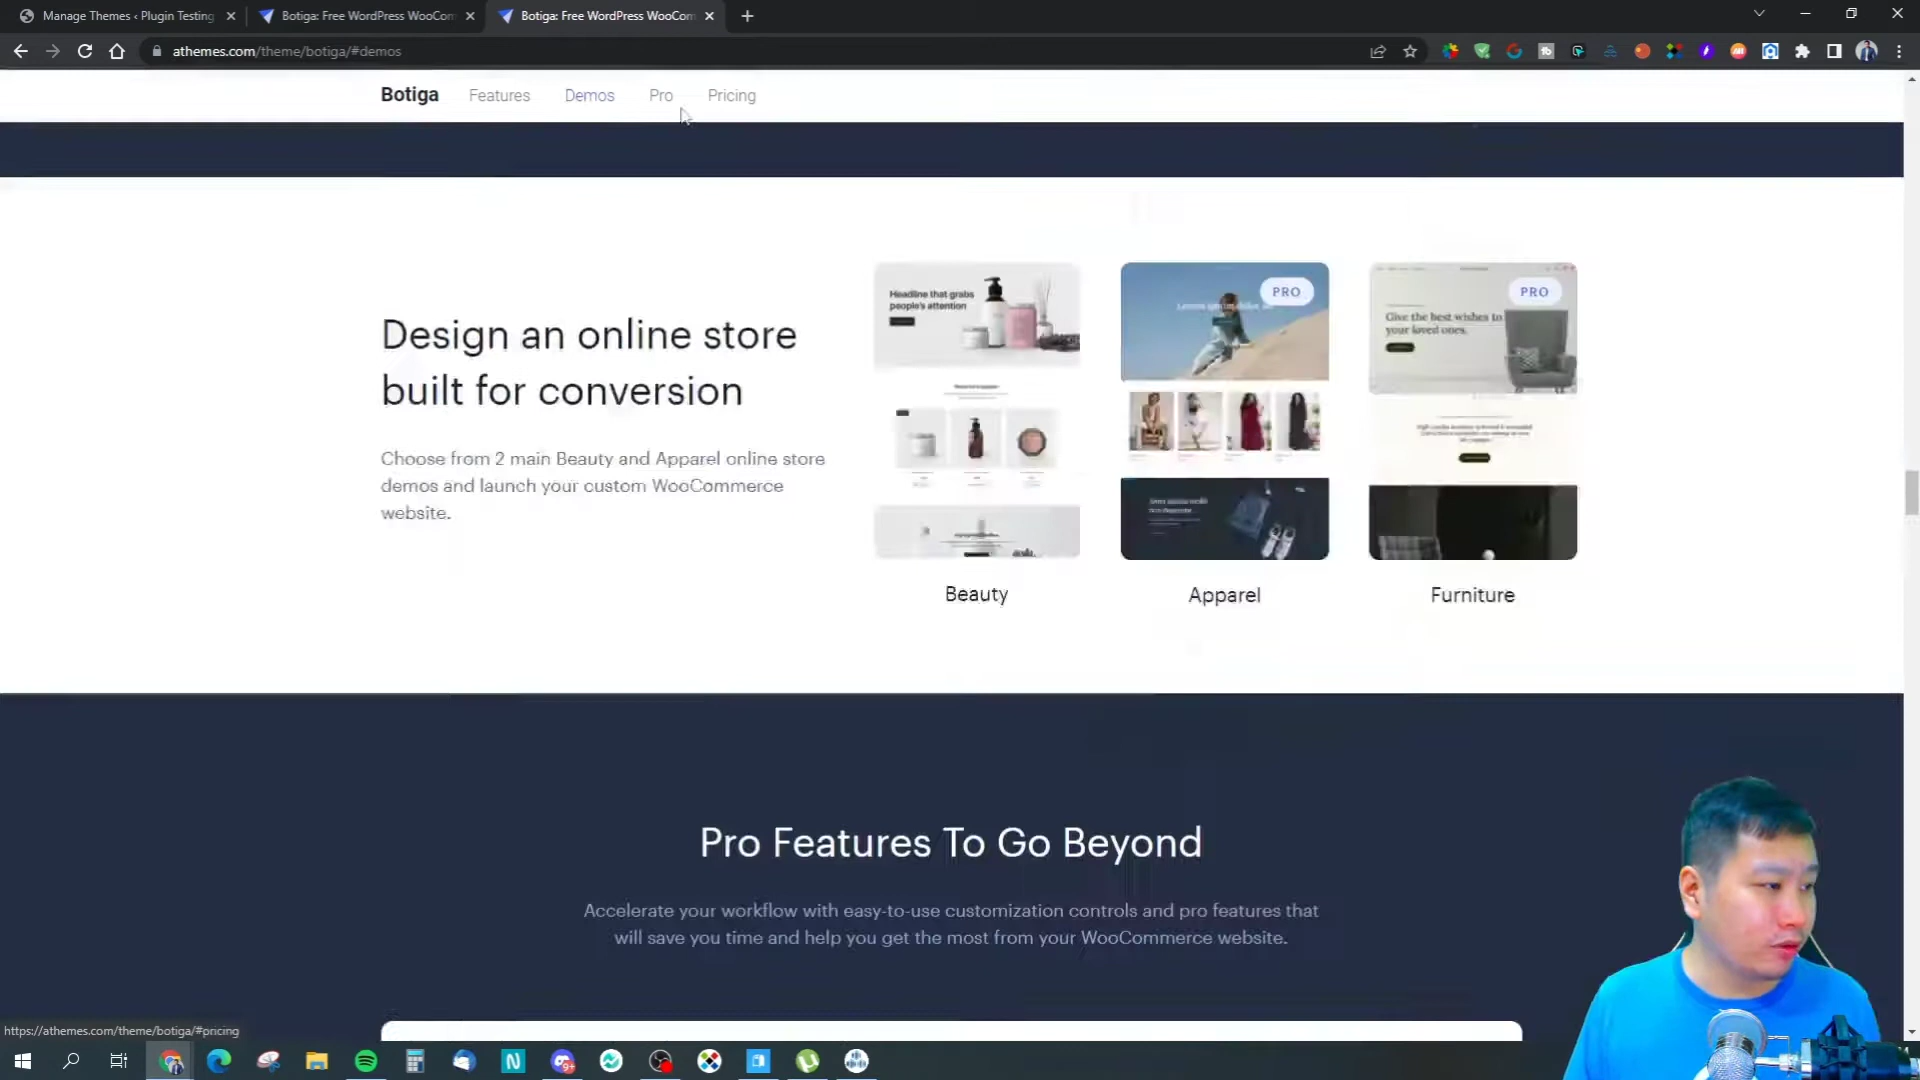 Manage Themes ‹ Plugin Testing
Botiga: Free WordPress WooCom
Botiga: Free WordPress WooCom
athemes.com/theme/botiga/#demos
Botiga
Features
Demos
Pro
Pricing
Design an online store
built for conversion
Choose from 2 main Beauty and Apparel online store
demos and launch your custom WooCommerce
website.
Headline that grabs
people's attention
PRO
PRO
Give the best wishes to
your loved ones.
Beauty
Apparel
Furniture
Pro Features To Go Beyond
Accelerate your workflow with easy-to-use customization controls and pro features that
will save you time and help you get the most from your WooCommerce website.
https://athemes.com/theme/botiga/#pricing